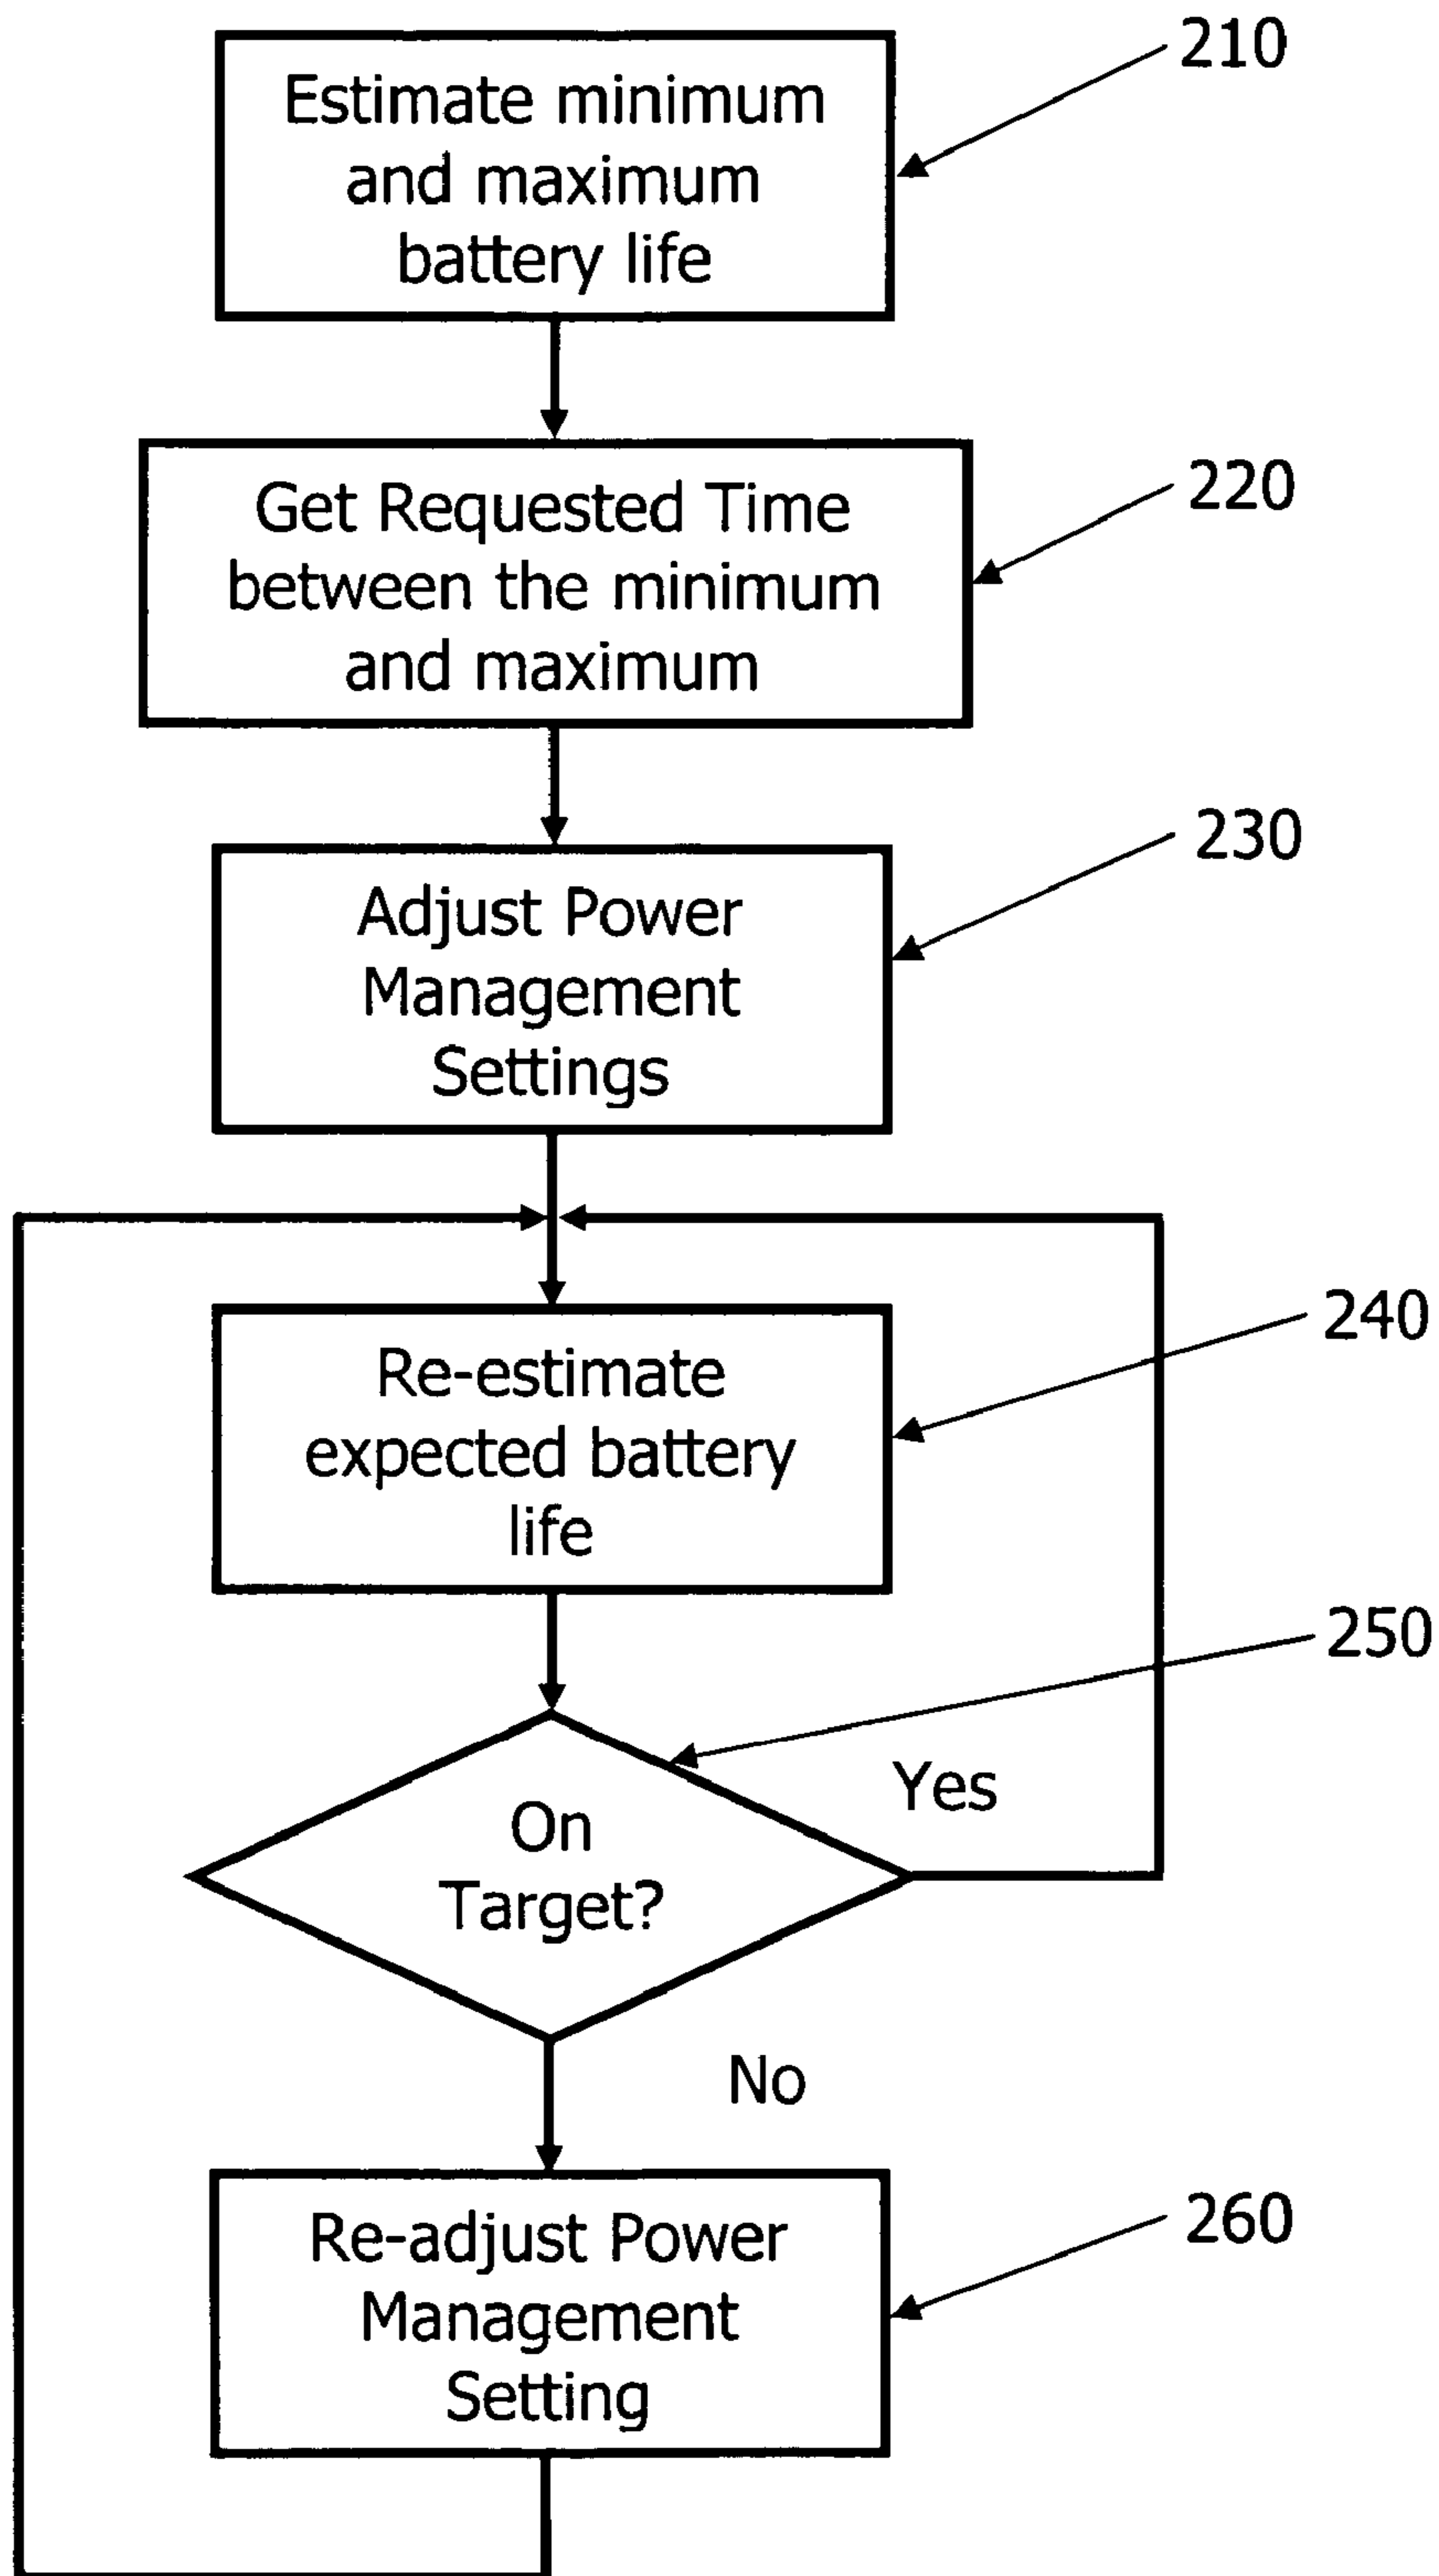 210
Estimate minimum
and maximum
battery life
220
Get Requested Time
between the minimum
and maximum
230
Adjust Power
Management
Settings
240
Re-estimate
expected battery
life
250
Yes
On
Target?
No
260
Re-adjust Power
Management
Setting